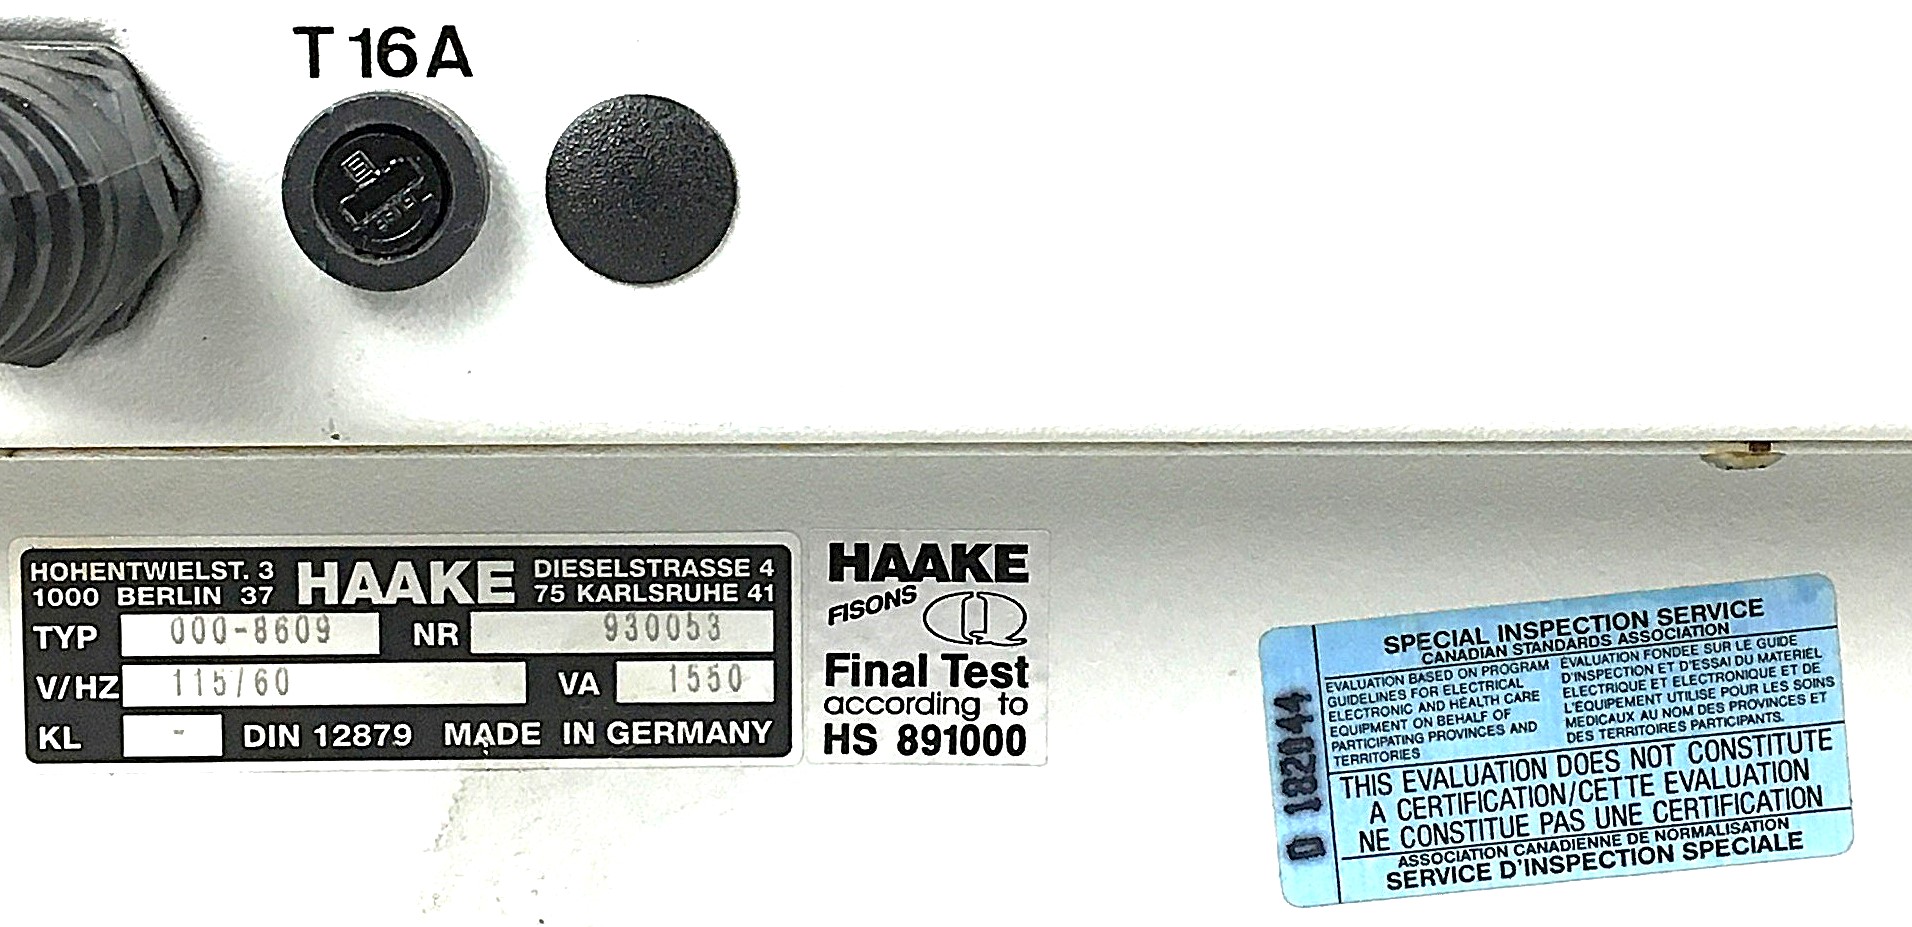 T 16 A
HOHENTWIELST. 3
1000 BERLIN 37
HAAKE
DIESELSTRASSE 4
75 KARLSRUHE 41
TYP 000-8609 NR 930053
V/HZ 115/60 VA 1550
KL - DIN 12879 MADE IN GERMANY
HAAKE
FISONS Q
Final Test
according to
HS 891000
D 182044
SPECIAL INSPECTION SERVICE
CANADIAN STANDARDS ASSOCIATION
EVALUATION BASED ON PROGRAM
GUIDELINES FOR ELECTRICAL
ELECTRONIC AND HEALTH CARE
EQUIPMENT ON BEHALF OF
PARTICIPATING PROVINCES AND
TERRITORIES
ÉVALUATION FONDEE SUR LE GUIDE
D'INSPECTION ET D'ESSAI DU MATERIEL
ELECTRIQUE ET ELECTRONIQUE ET DE
L'EQUIPEMENT UTILISE POUR LES SOINS
MEDICAUX AU NOM DES PROVINCES ET
DES TERRITOIRES PARTICIPANTS.
THIS EVALUATION DOES NOT CONSTITUTE
A CERTIFICATION/CETTE EVALUATION
NE CONSTITUE PAS UNE CERTIFICATION
ASSOCIATION CANADIENNE DE NORMALISATION
SERVICE D'INSPECTION SPECIALE